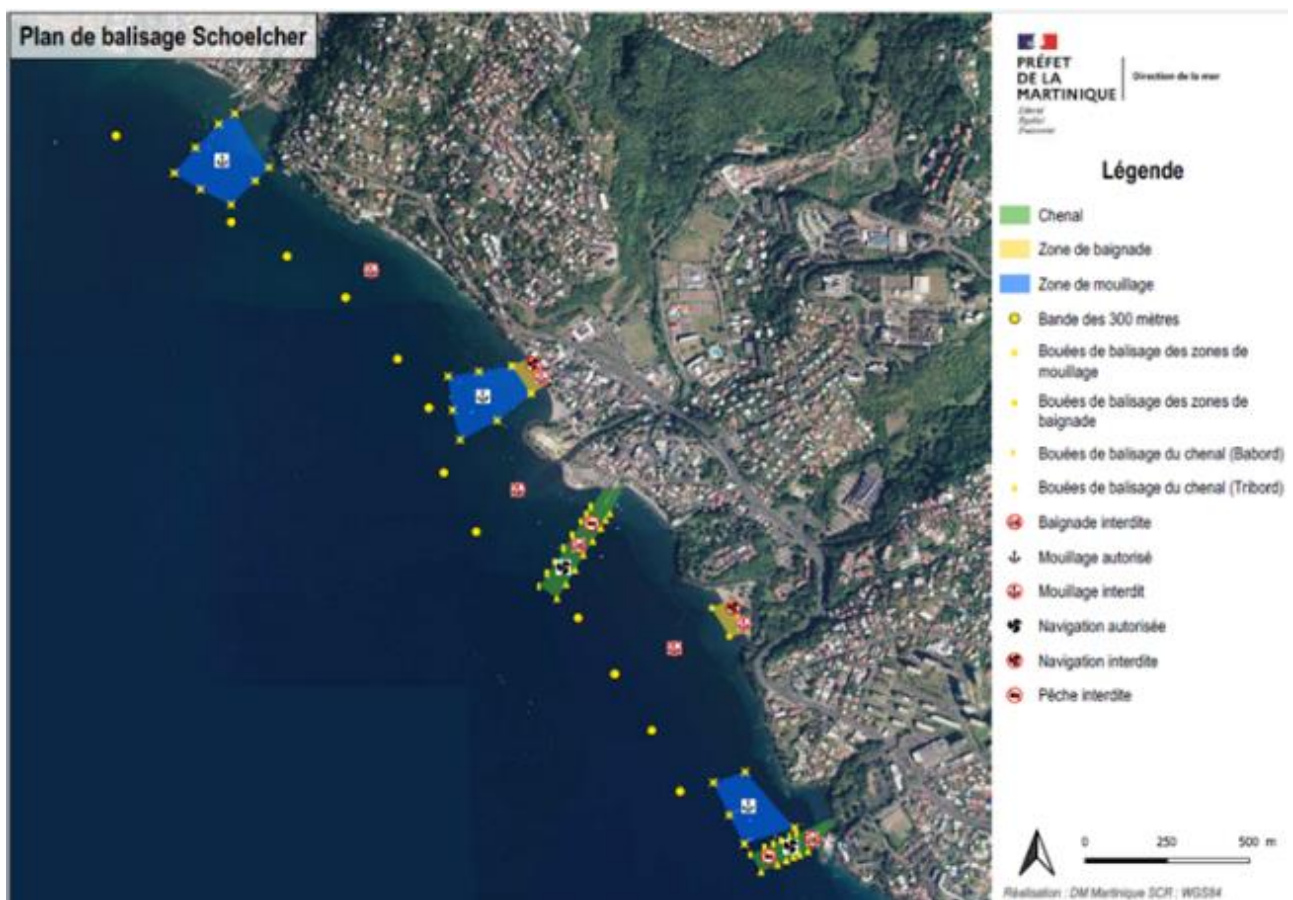 Plan de balisage Schoelcher
PRÉFET
DE LA
MARTINIQUE
Direction de la mer
Liberté
Égalité
Fraternité
Légende
Chenal
Zone de baignade
Zone de mouillage
Bande des 300 mètres
Bouées de balisage des zones de
mouillage
Bouées de balisage des zones de
baignade
Bouées de balisage du chenal (Babord)
Bouées de balisage du chenal (Tribord)
Baignade interdite
Mouillage autorisé
Mouillage interdit
Navigation autorisée
Navigation interdite
Pêche interdite
0 250 500 m
Réalisation : DM Martinique SCR : WGS84